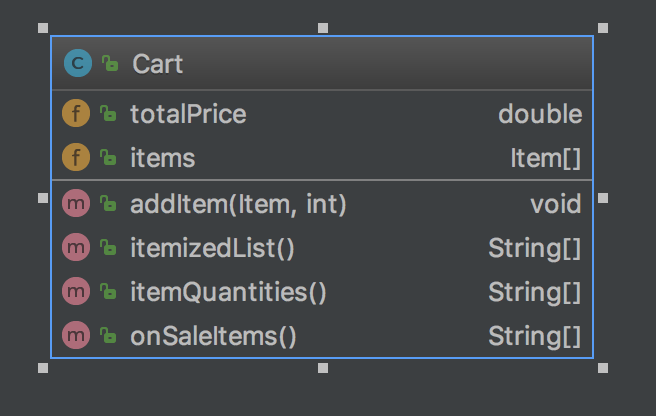 C Cart
f totalPrice double
f items Item[]
m addItem(Item, int) void
m itemizedList() String[]
m itemQuantities() String[]
m onSaleItems() String[]